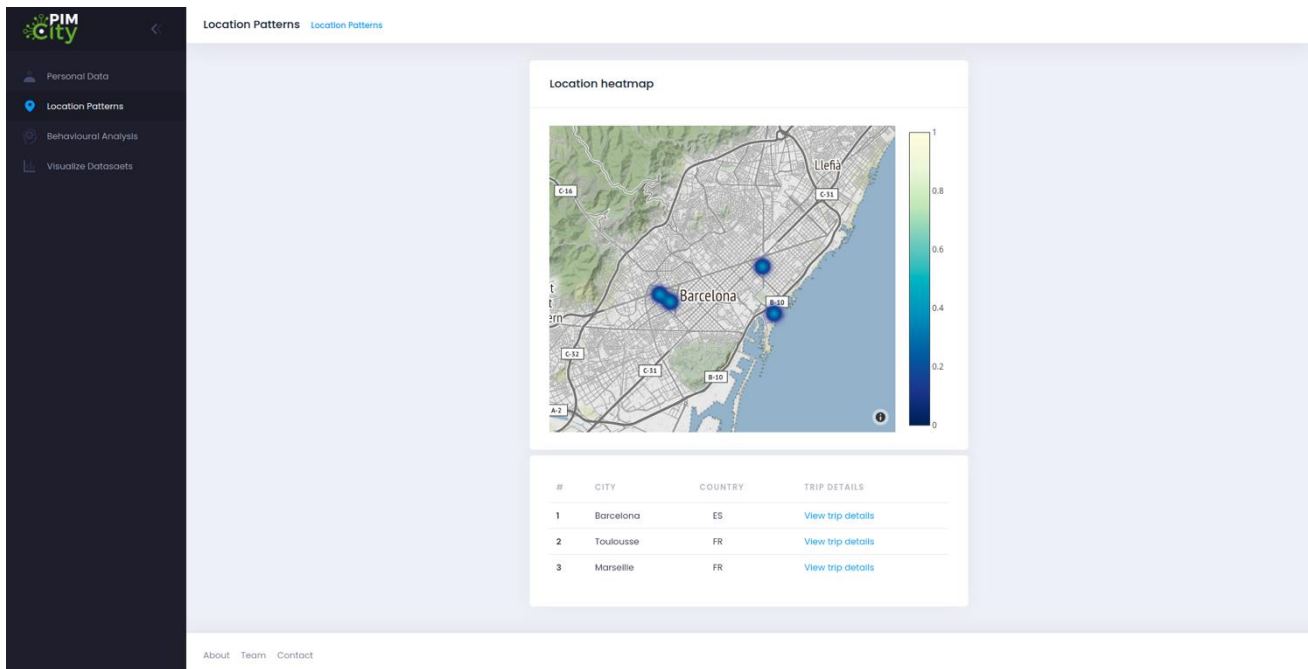 PIM
City
Location Patterns Location Patterns
Personal Data
Location Patterns
Behavioural Analysis
Visualize Datasaets
Location heatmap
Llefià
C-16
C-31
Barcelona
B-10
C-32
C-31
B-10
A-2
1
0.8
0.6
0.4
0.2
0
# CITY COUNTRY TRIP DETAILS
1 Barcelona ES View trip details
2 Toulousse FR View trip details
3 Marseille FR View trip details
About Team Contact